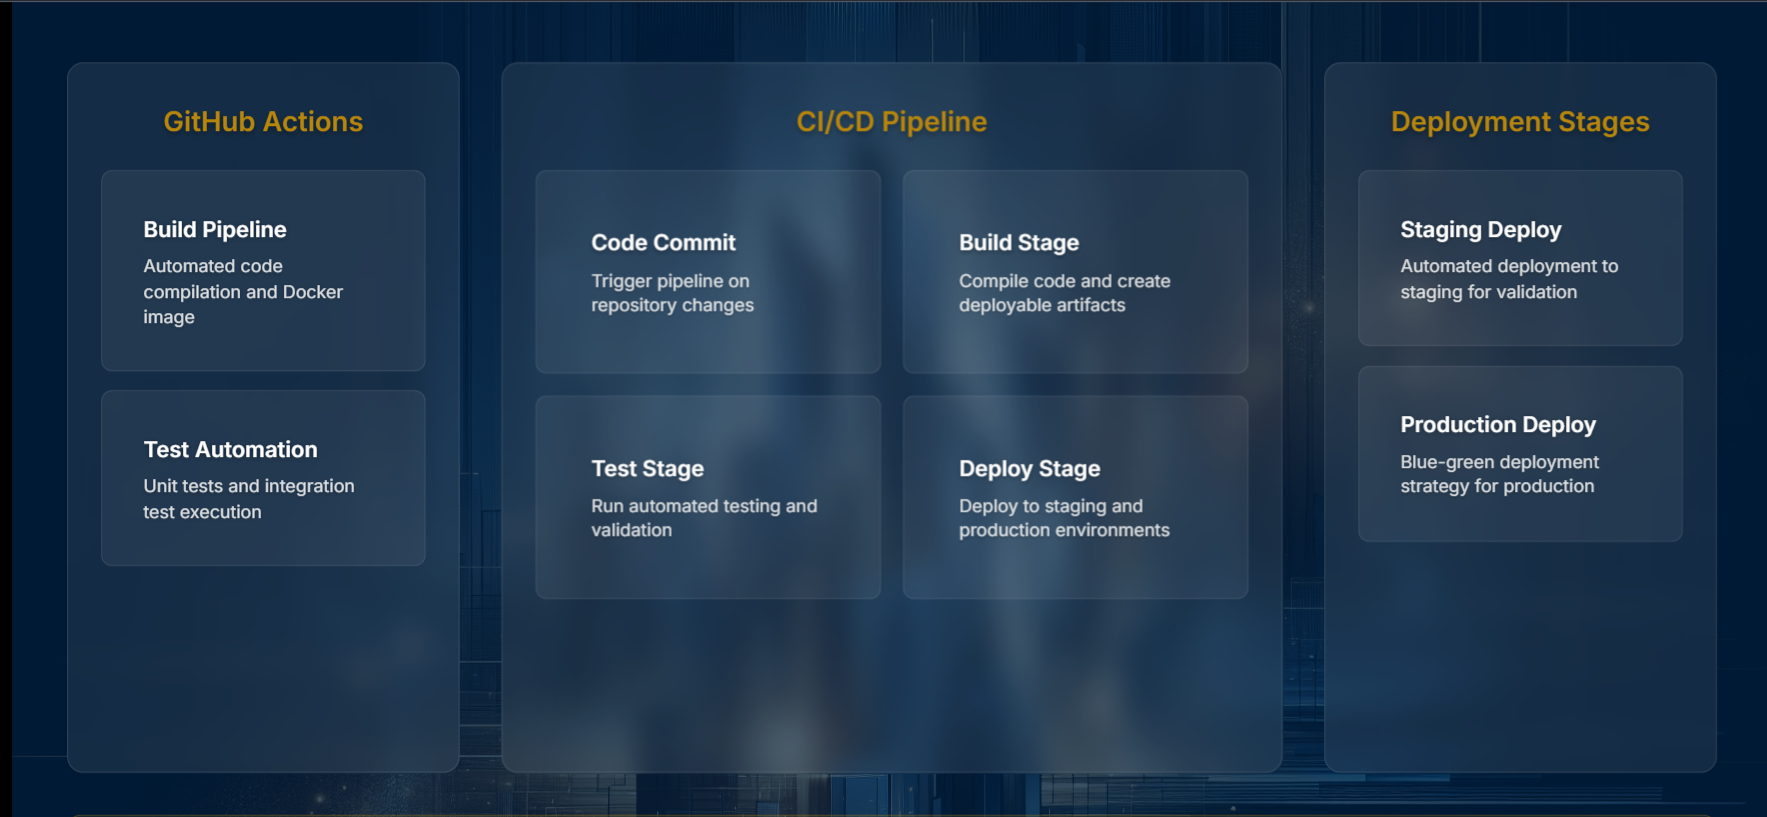 GitHub Actions
Build Pipeline
Automated code
compilation and Docker
image
Test Automation
Unit tests and integration
test execution
CI/CD Pipeline
Code Commit
Trigger pipeline on
repository changes
Build Stage
Compile code and create
deployable artifacts
Test Stage
Run automated testing and
validation
Deploy Stage
Deploy to staging and
production environments
Deployment Stages
Staging Deploy
Automated deployment to
staging for validation
Production Deploy
Blue-green deployment
strategy for production